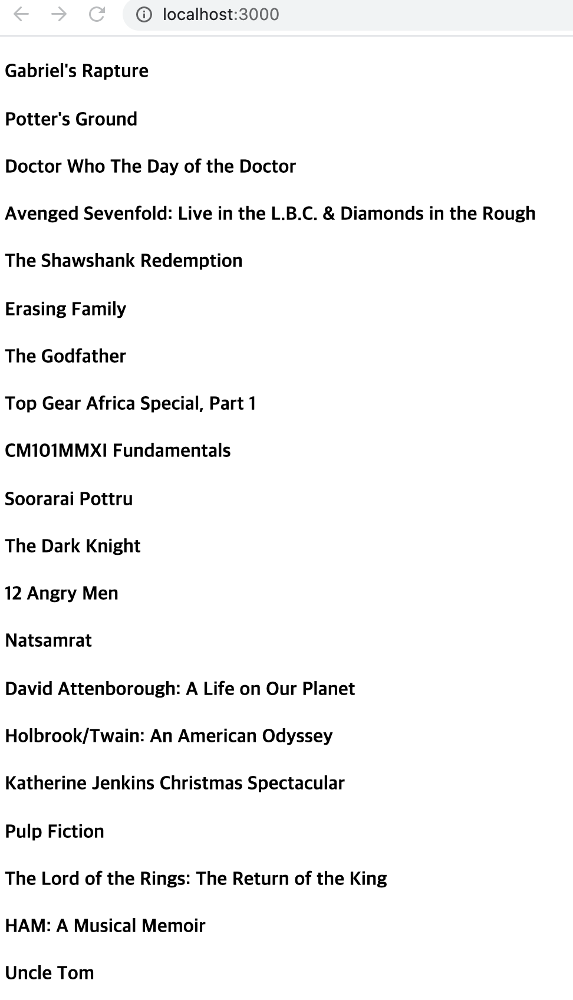 localhost:3000
Gabriel's Rapture
Potter's Ground
Doctor Who The Day of the Doctor
Avenged Sevenfold: Live in the L.B.C. & Diamonds in the Rough
The Shawshank Redemption
Erasing Family
The Godfather
Top Gear Africa Special, Part 1
CM101MMXI Fundamentals
Soorarai Pottru
The Dark Knight
12 Angry Men
Natsamrat
David Attenborough: A Life on Our Planet
Holbrook/Twain: An American Odyssey
Katherine Jenkins Christmas Spectacular
Pulp Fiction
The Lord of the Rings: The Return of the King
HAM: A Musical Memoir
Uncle Tom